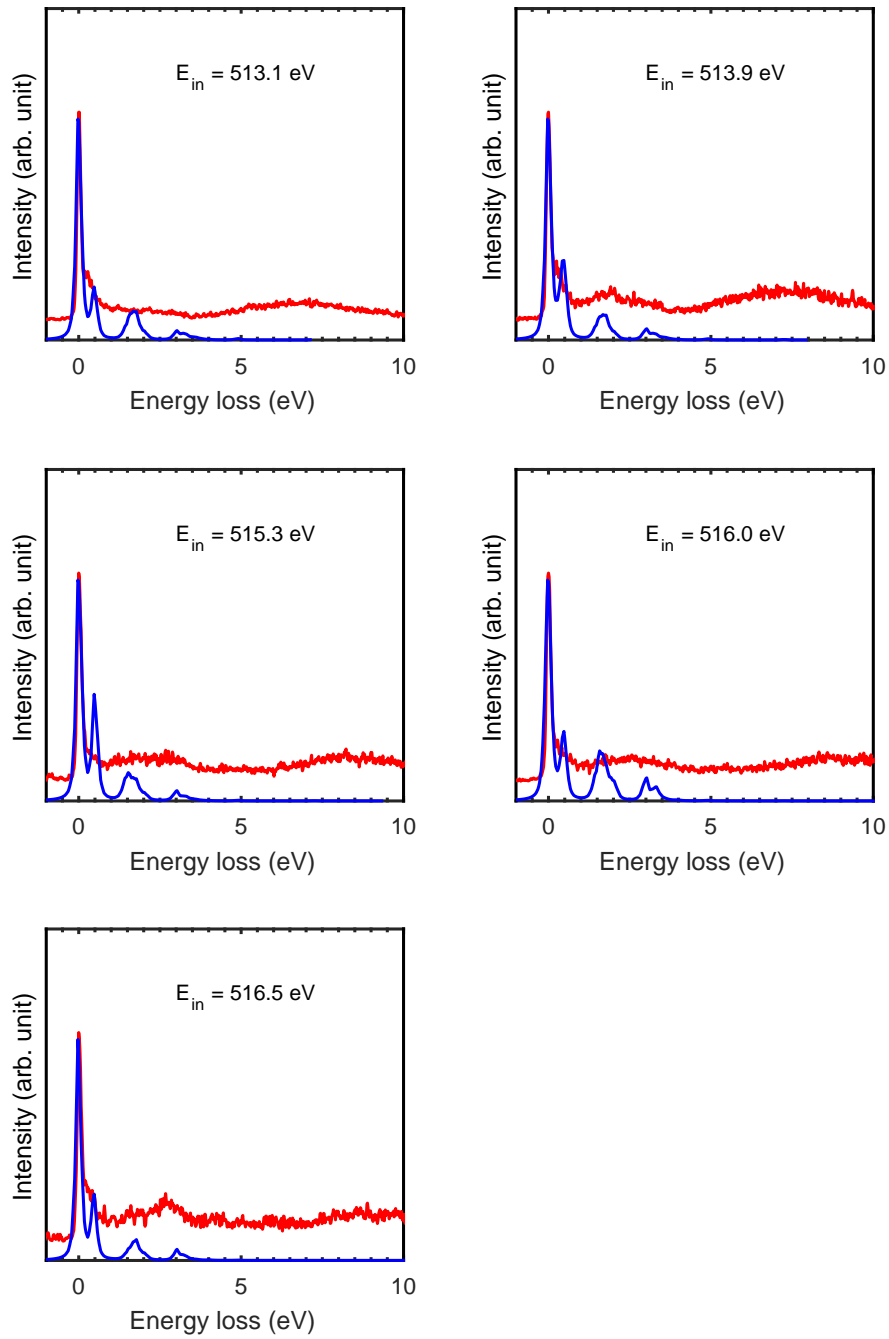 E_in = 513.1 eV
Intensity (arb. unit)
0 5 10
Energy loss (eV)
E_in = 513.9 eV
Intensity (arb. unit)
0 5 10
Energy loss (eV)
E_in = 515.3 eV
Intensity (arb. unit)
0 5 10
Energy loss (eV)
E_in = 516.0 eV
Intensity (arb. unit)
0 5 10
Energy loss (eV)
E_in = 516.5 eV
Intensity (arb. unit)
0 5 10
Energy loss (eV)